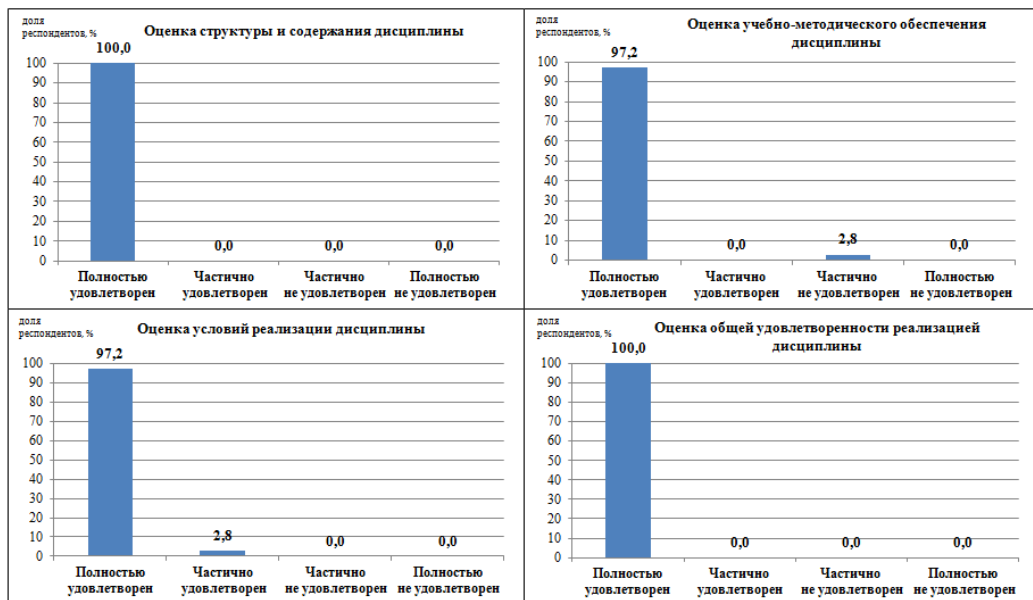 доля
респондентов, %
Оценка структуры и содержания дисциплины
100,0
100
90
80
70
60
50
40
30
20
10
0
0,0
0,0
0,0
Полностью
удовлетворен
Частично
удовлетворен
Частично
не удовлетворен
Полностью
не удовлетворен
доля
респондентов, %
Оценка учебно-методического обеспечения
дисциплины
97,2
100
90
80
70
60
50
40
30
20
10
0
0,0
2,8
0,0
Полностью
удовлетворен
Частично
удовлетворен
Частично
не удовлетворен
Полностью
не удовлетворен
доля
респондентов, %
Оценка условий реализации дисциплины
97,2
100
90
80
70
60
50
40
30
20
10
0
2,8
0,0
0,0
Полностью
удовлетворен
Частично
удовлетворен
Частично
не удовлетворен
Полностью
не удовлетворен
доля
респондентов, %
Оценка общей удовлетворенности реализацией
дисциплины
100,0
100
90
80
70
60
50
40
30
20
10
0
0,0
0,0
0,0
Полностью
удовлетворен
Частично
удовлетворен
Частично
не удовлетворен
Полностью
не удовлетворен